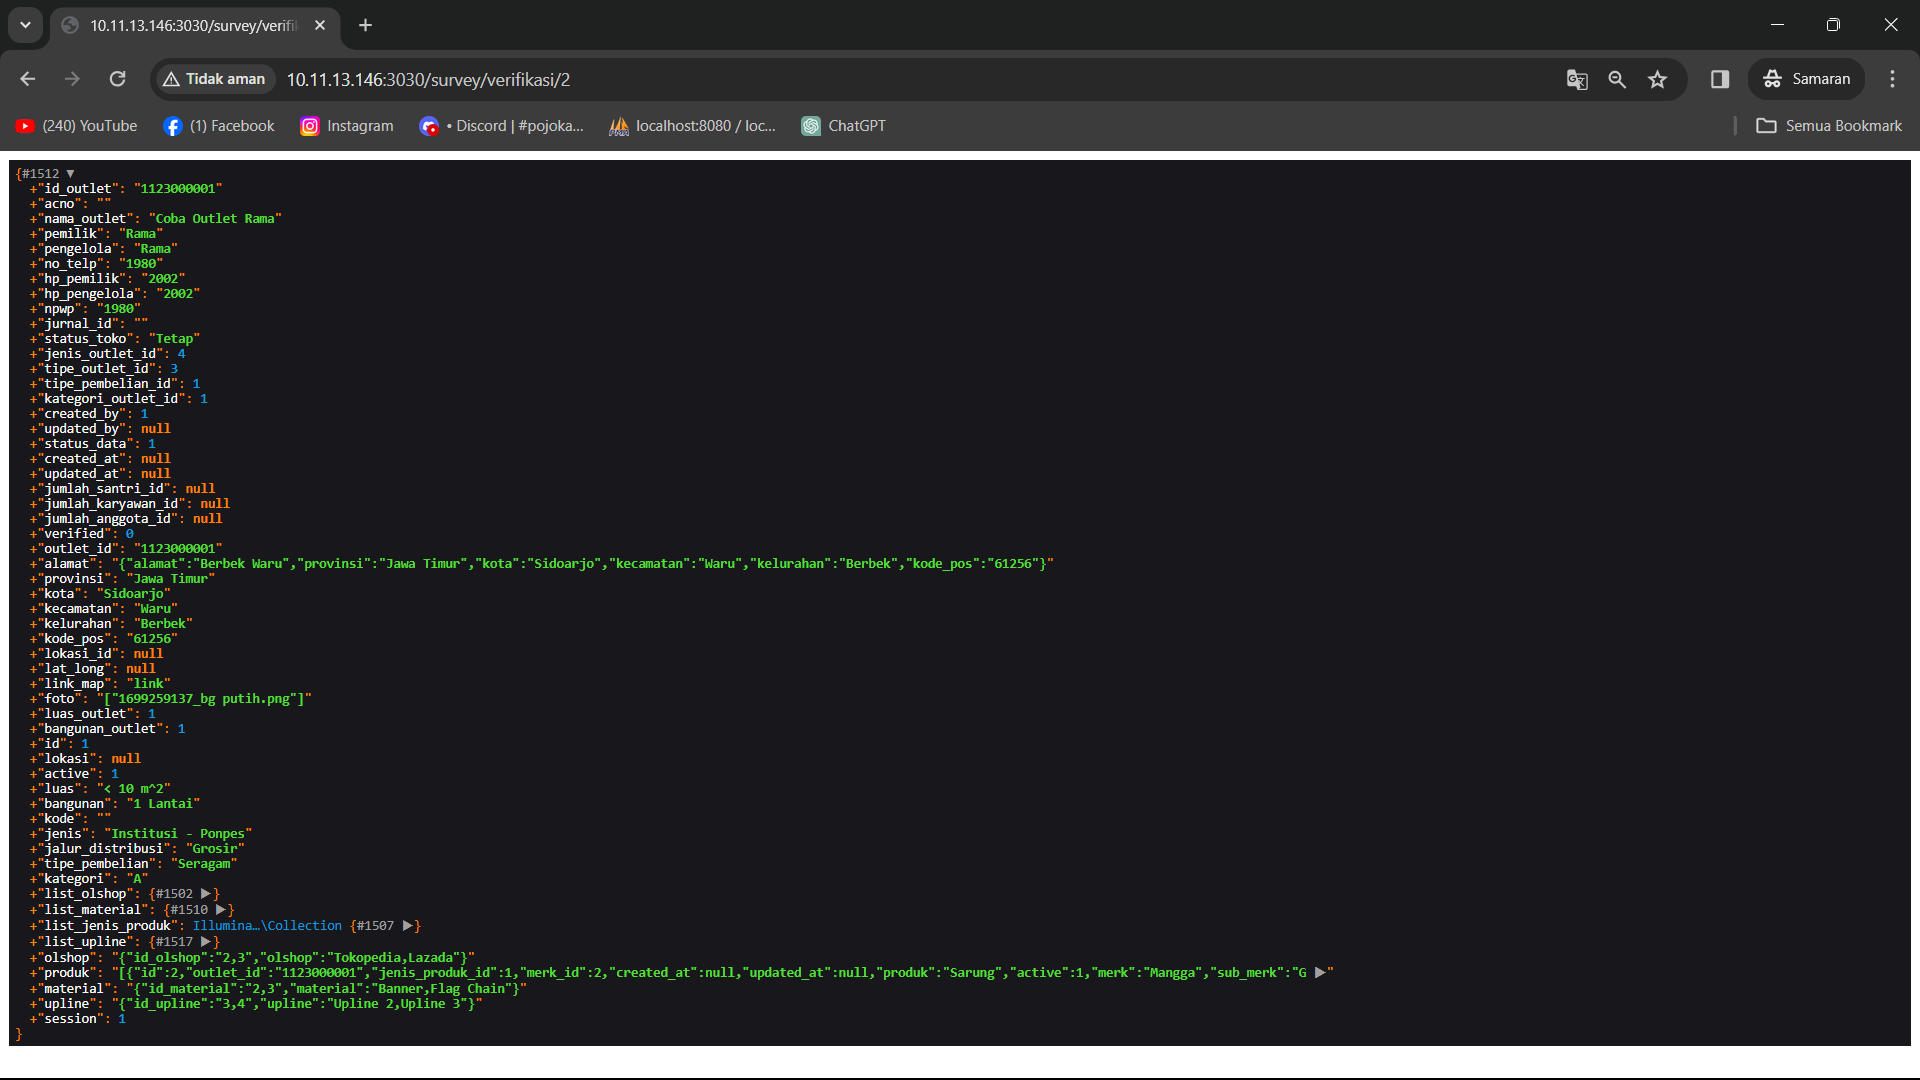 10.11.13.146:3030/survey/verifi
Tidak aman
10.11.13.146:3030/survey/verifikasi/2
Samaran
(240) YouTube
(1) Facebook
Instagram
• Discord | #pojoka...
localhost:8080 / loc...
ChatGPT
Semua Bookmark
{#1512 ▼
+"id_outlet": "1123000001"
+"acno": ""
+"nama_outlet": "Coba Outlet Rama"
+"pemilik": "Rama"
+"pengelola": "Rama"
+"no_telp": "1980"
+"hp_pemilik": "2002"
+"hp_pengelola": "2002"
+"npwp": "1980"
+"jurnal_id": ""
+"status_toko": "Tetap"
+"jenis_outlet_id": 4
+"tipe_outlet_id": 3
+"tipe_pembelian_id": 1
+"kategori_outlet_id": 1
+"created_by": 1
+"updated_by": null
+"status_data": 1
+"created_at": null
+"updated_at": null
+"jumlah_santri_id": null
+"jumlah_karyawan_id": null
+"jumlah_anggota_id": null
+"verified": 0
+"outlet_id": "1123000001"
+"alamat": "{"alamat":"Berbek Waru","provinsi":"Jawa Timur","kota":"Sidoarjo","kecamatan":"Waru","kelurahan":"Berbek","kode_pos":"61256"}"
+"provinsi": "Jawa Timur"
+"kota": "Sidoarjo"
+"kecamatan": "Waru"
+"kelurahan": "Berbek"
+"kode_pos": "61256"
+"lokasi_id": null
+"lat_long": null
+"link_map": "link"
+"foto": "["1699259137_bg putih.png"]"
+"luas_outlet": 1
+"bangunan_outlet": 1
+"id": 1
+"lokasi": null
+"active": 1
+"luas": "< 10 m^2"
+"bangunan": "1 Lantai"
+"kode": ""
+"jenis": "Institusi - Ponpes"
+"jalur_distribusi": "Grosir"
+"tipe_pembelian": "Seragam"
+"kategori": "A"
+"list_olshop": {#1502 ▶}
+"list_material": {#1510 ▶}
+"list_jenis_produk": Illumina…\Collection {#1507 ▶}
+"list_upline": {#1517 ▶}
+"olshop": "{"id_olshop":"2,3","olshop":"Tokopedia,Lazada"}"
+"produk": "[{"id":2,"outlet_id":"1123000001","jenis_produk_id":1,"merk_id":2,"created_at":null,"updated_at":null,"produk":"Sarung","active":1,"merk":"Mangga","sub_merk":"G ▶"
+"material": "{"id_material":"2,3","material":"Banner,Flag Chain"}"
+"upline": "{"id_upline":"3,4","upline":"Upline 2,Upline 3"}"
+"session": 1
}